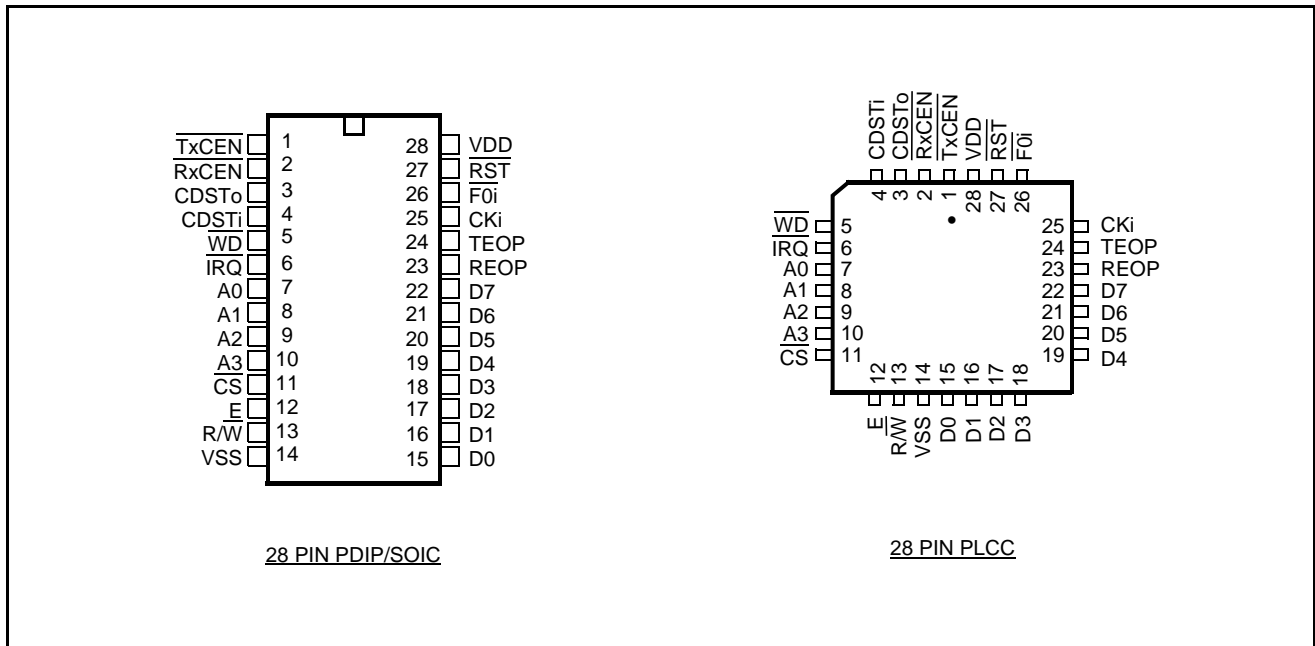 TxCEN 1
RxCEN 2
CDSTo 3
CDSTi 4
WD 5
IRQ 6
A0 7
A1 8
A2 9
A3 10
CS 11
E 12
R/W 13
VSS 14
28 VDD
27 RST
26 F0i
25 CKi
24 TEOP
23 REOP
22 D7
21 D6
20 D5
19 D4
18 D3
17 D2
16 D1
15 D0
28 PIN PDIP/SOIC
CDSTi
CDSTo
RxCEN
TxCEN
VDD
RST
F0i
4
3
2
1
28
27
26
WD 5
IRQ 6
A0 7
A1 8
A2 9
A3 10
CS 11
25 CKi
24 TEOP
23 REOP
22 D7
21 D6
20 D5
19 D4
12
13
14
15
16
17
18
E
R/W
VSS
D0
D1
D2
D3
28 PIN PLCC